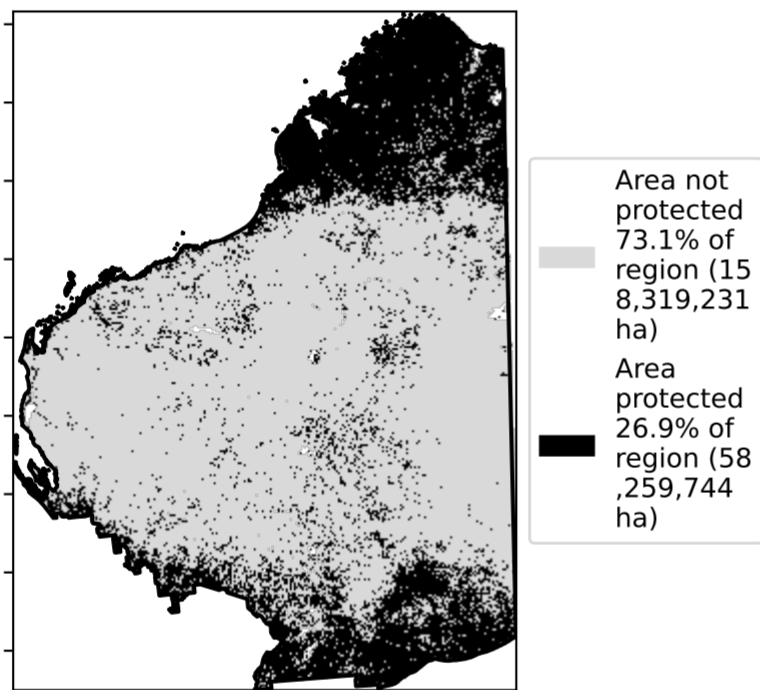 Area not
protected
73.1% of
region (15
8,319,231
ha)
Area
protected
26.9% of
region (58
,259,744
ha)